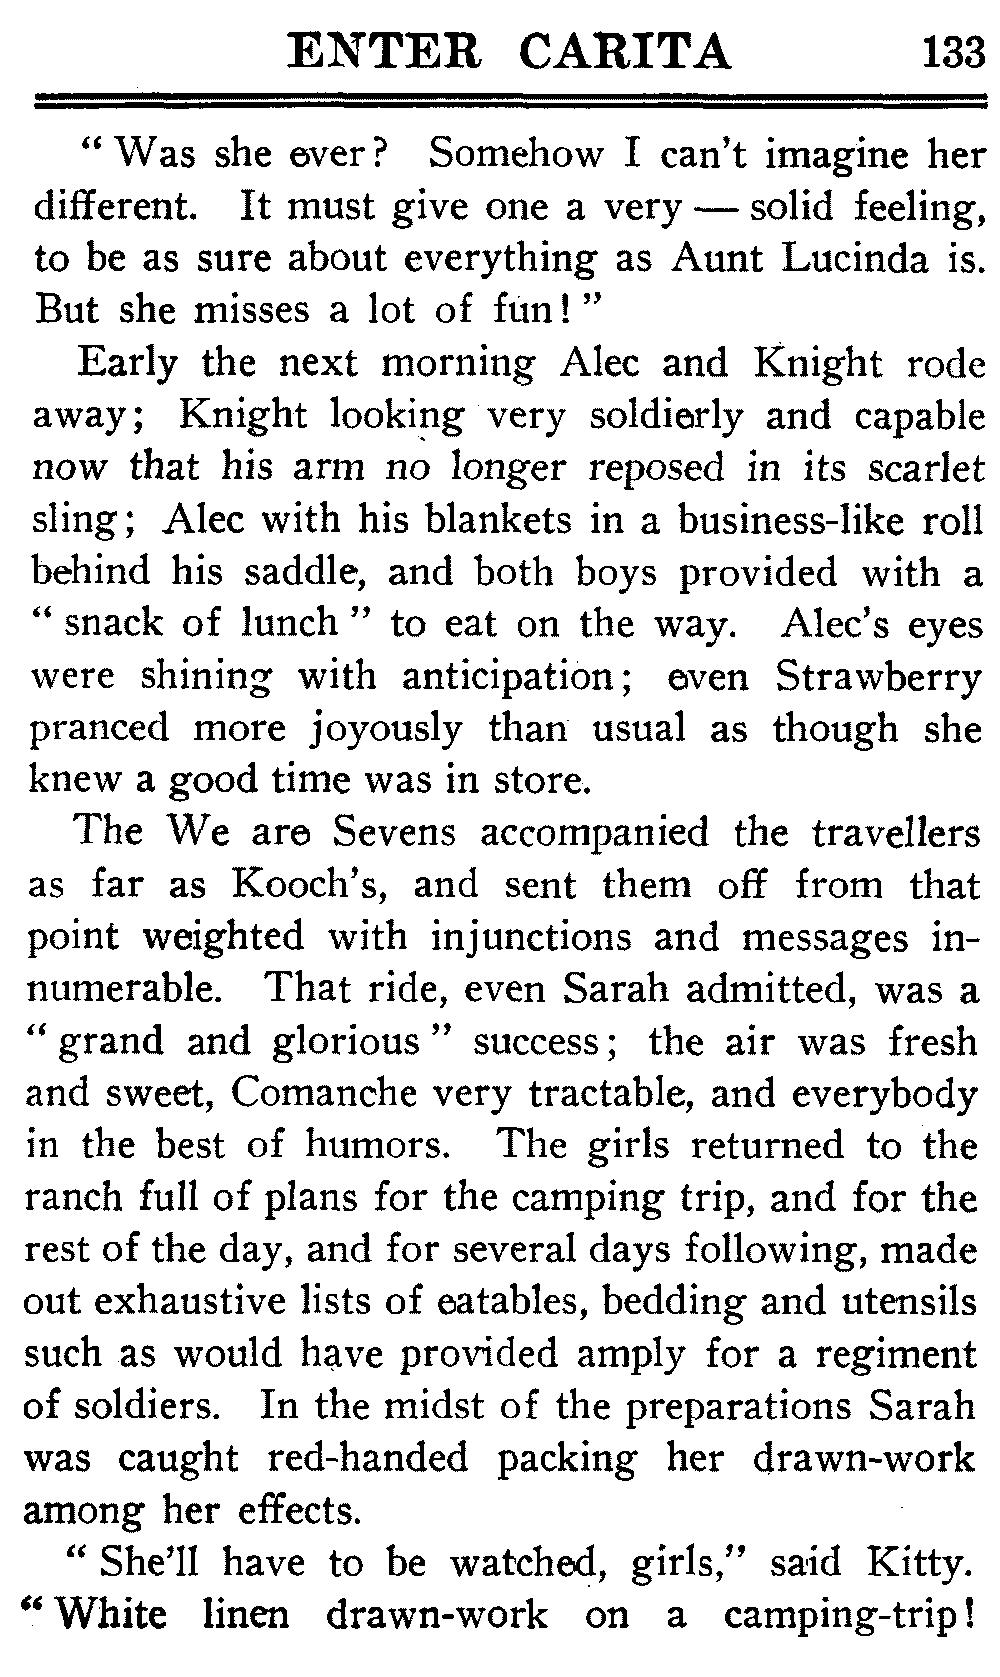 ENTER CARITA 133
" Was she ever? Somehow I can't imagine her
different. It must give one a very — solid feeling,
to be as sure about everything as Aunt Lucinda is.
But she misses a lot of fun! "
Early the next morning Alec and Knight rode
away; Knight looking very soldierly and capable
now that his arm no longer reposed in its scarlet
sling; Alec with his blankets in a business-like roll
behind his saddle, and both boys provided with a
" snack of lunch " to eat on the way. Alec's eyes
were shining with anticipation; even Strawberry
pranced more joyously than usual as though she
knew a good time was in store.
The We are Sevens accompanied the travellers
as far as Kooch's, and sent them off from that
point weighted with injunctions and messages in-
numerable. That ride, even Sarah admitted, was a
" grand and glorious " success; the air was fresh
and sweet, Comanche very tractable, and everybody
in the best of humors. The girls returned to the
ranch full of plans for the camping trip, and for the
rest of the day, and for several days following, made
out exhaustive lists of eatables, bedding and utensils
such as would have provided amply for a regiment
of soldiers. In the midst of the preparations Sarah
was caught red-handed packing her drawn-work
among her effects.
" She'll have to be watched, girls," said Kitty.
" White linen drawn-work on a camping-trip!